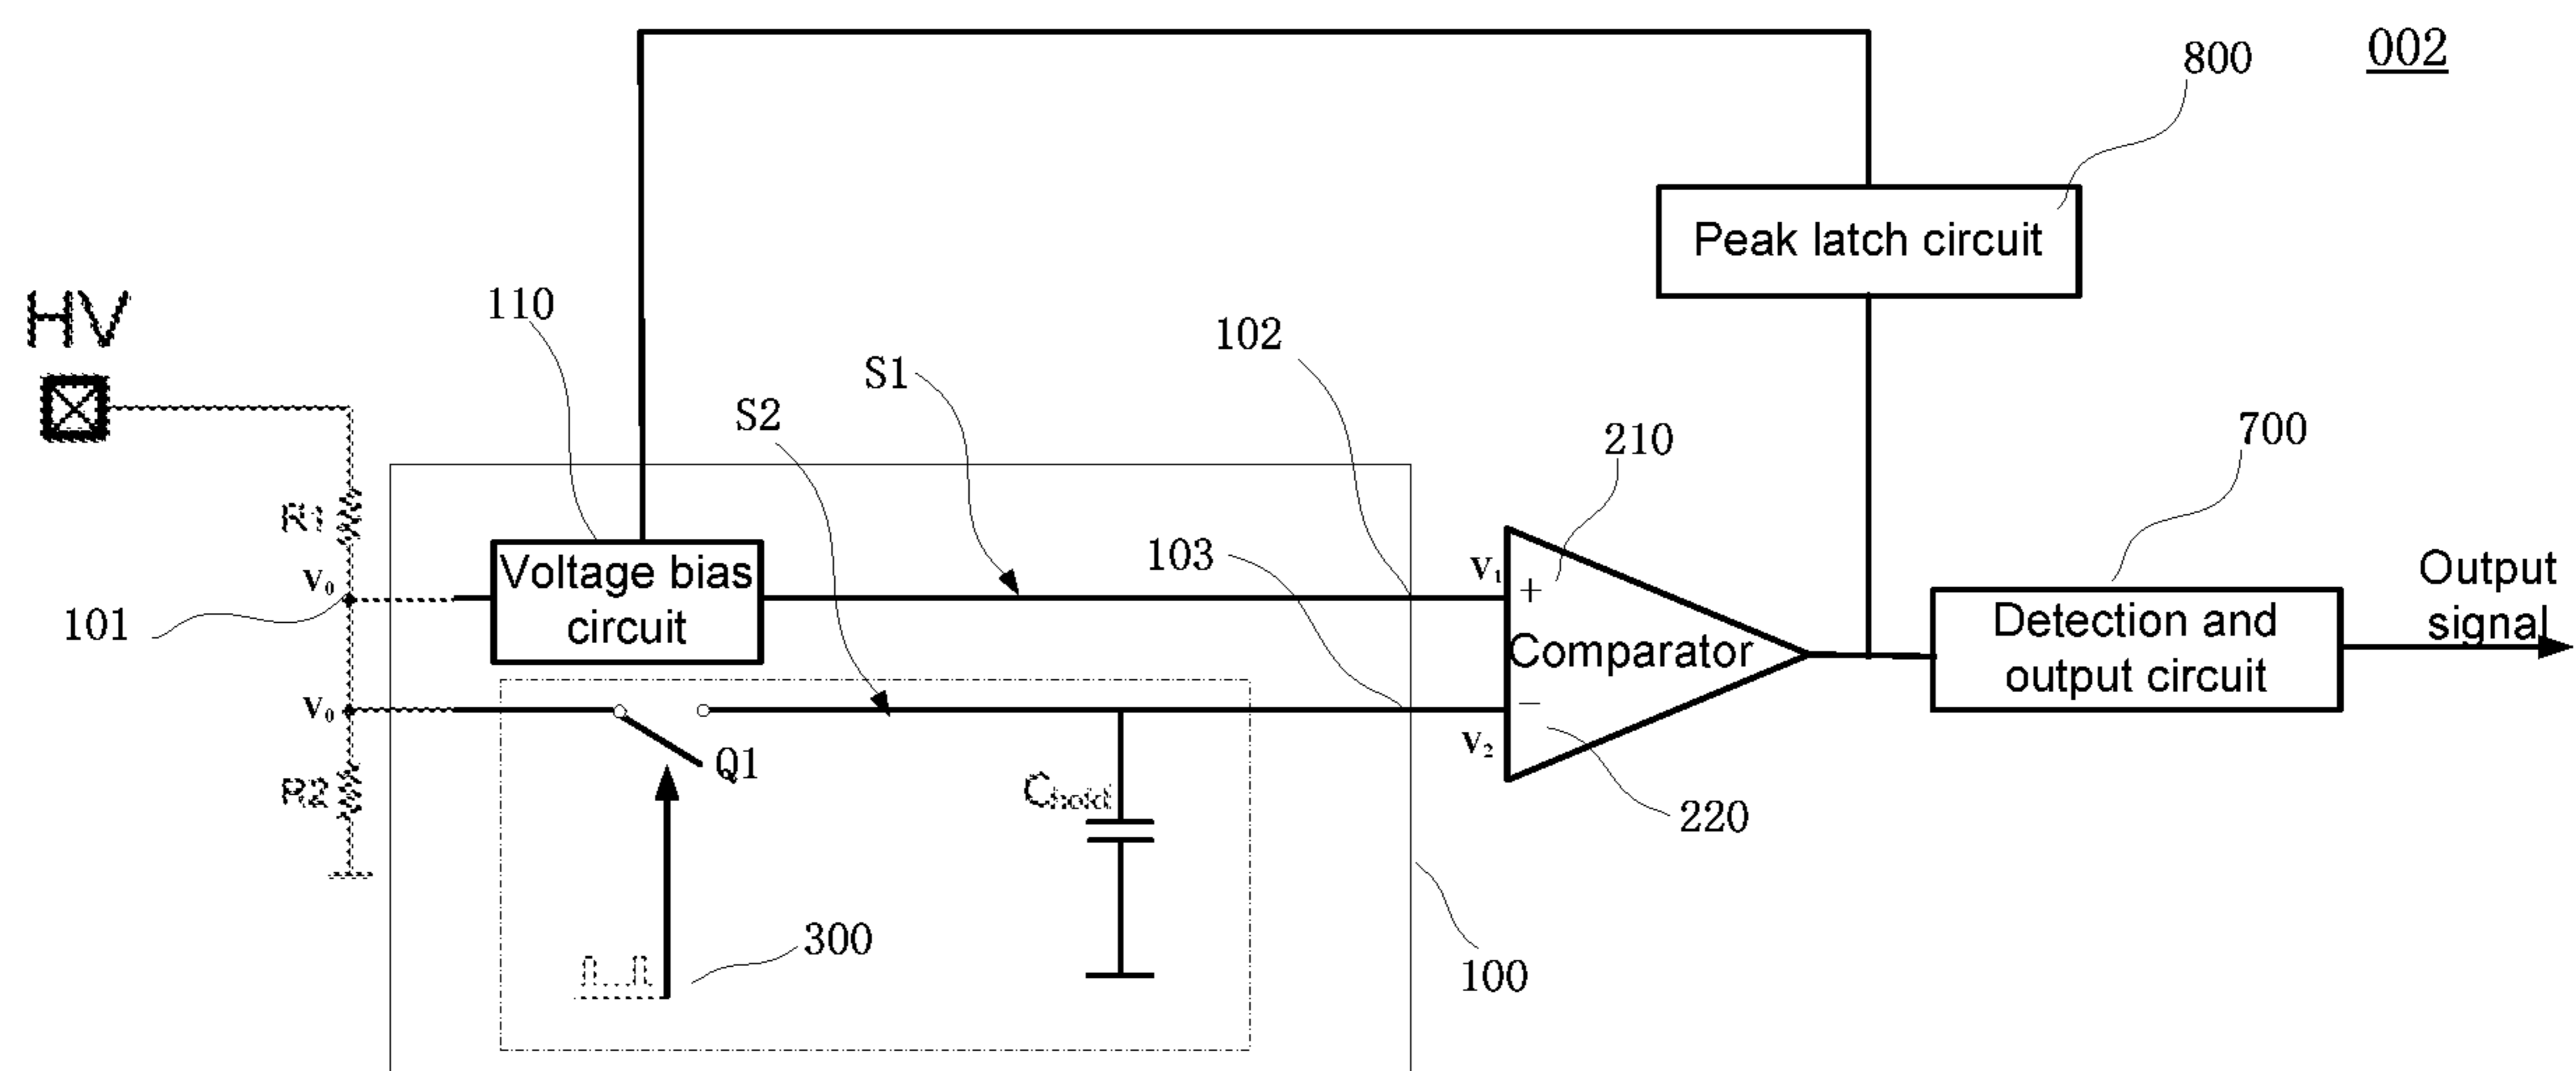 002
800
Peak latch circuit
HV
110
102
S1
S2
210
700
R1
103
V₁
+
Voltage bias
circuit
V₀
101
Comparator
Detection and
output circuit
Output
signal
V₀
−
V₂
Q1
R2
Chold
220
300
100